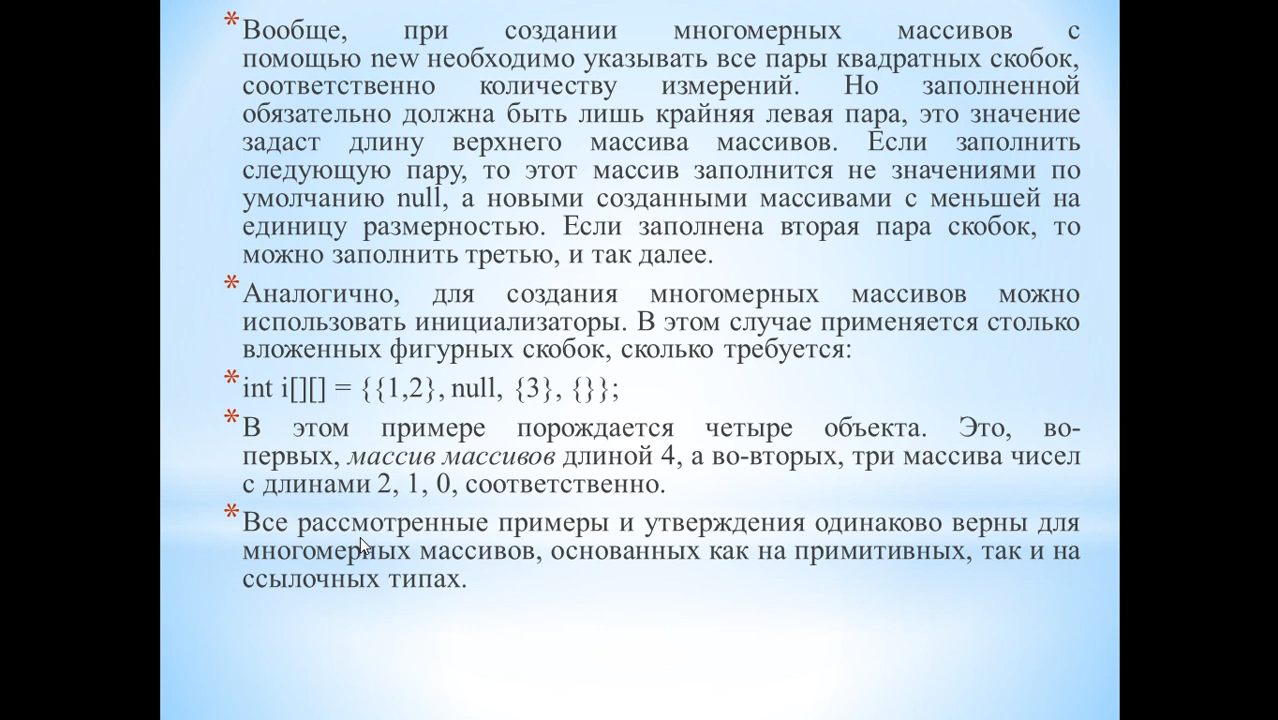 * Вообще, при создании многомерных массивов с
помощью new необходимо указывать все пары квадратных скобок,
соответственно количеству измерений. Но заполненной
обязательно должна быть лишь крайняя левая пара, это значение
задаст длину верхнего массива массивов. Если заполнить
следующую пару, то этот массив заполнится не значениями по
умолчанию null, а новыми созданными массивами с меньшей на
единицу размерностью. Если заполнена вторая пара скобок, то
можно заполнить третью, и так далее.
* Аналогично, для создания многомерных массивов можно
использовать инициализаторы. В этом случае применяется столько
вложенных фигурных скобок, сколько требуется:
* int i[][] = {{1,2}, null, {3}, {}};
* В этом примере порождается четыре объекта. Это, во-
первых, массив массивов длиной 4, а во-вторых, три массива чисел
с длинами 2, 1, 0, соответственно.
* Все рассмотренные примеры и утверждения одинаково верны для
многомерных массивов, основанных как на примитивных, так и на
ссылочных типах.